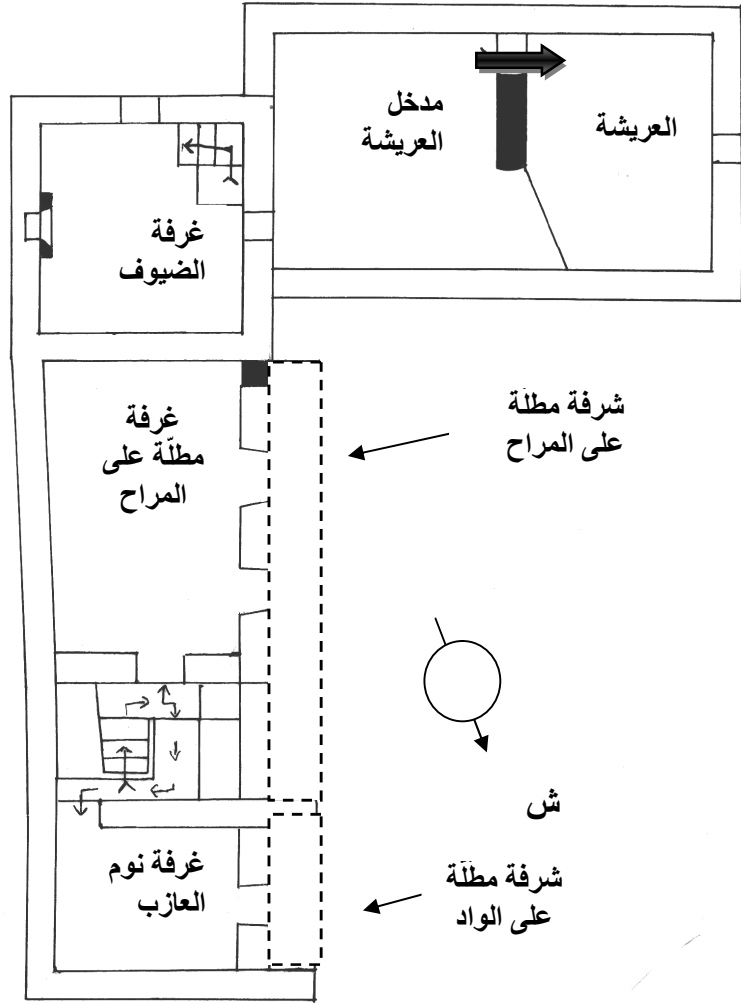 مدخل
العريشة
العريشة
غرفة
الضيوف
غرفة
مطلّة على
المراح
شرفة مطلّة
على المراح
ش
غرفة نوم
العازب
شرفة مطلّة
على الواد